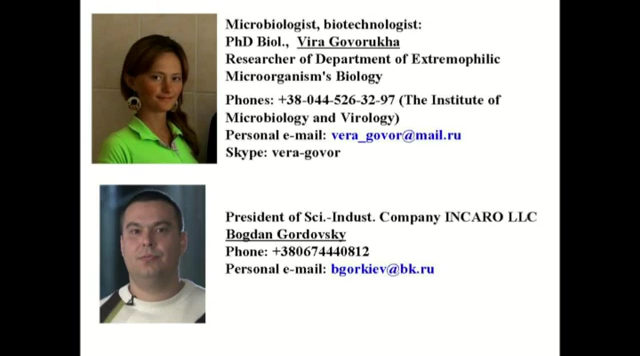 Microbiologist, biotechnologist:
PhD Biol., Vira Govorukha
Researcher of Department of Extremophilic
Microorganism's Biology
Phones: +38-044-526-32-97 (The Institute of
Microbiology and Virology)
Personal e-mail: vera_govor@mail.ru
Skype: vera-govor
President of Sci.-Indust. Company INCARO LLC
Bogdan Gordovsky
Phone: +380674440812
Personal e-mail: bgorkiev@bk.ru